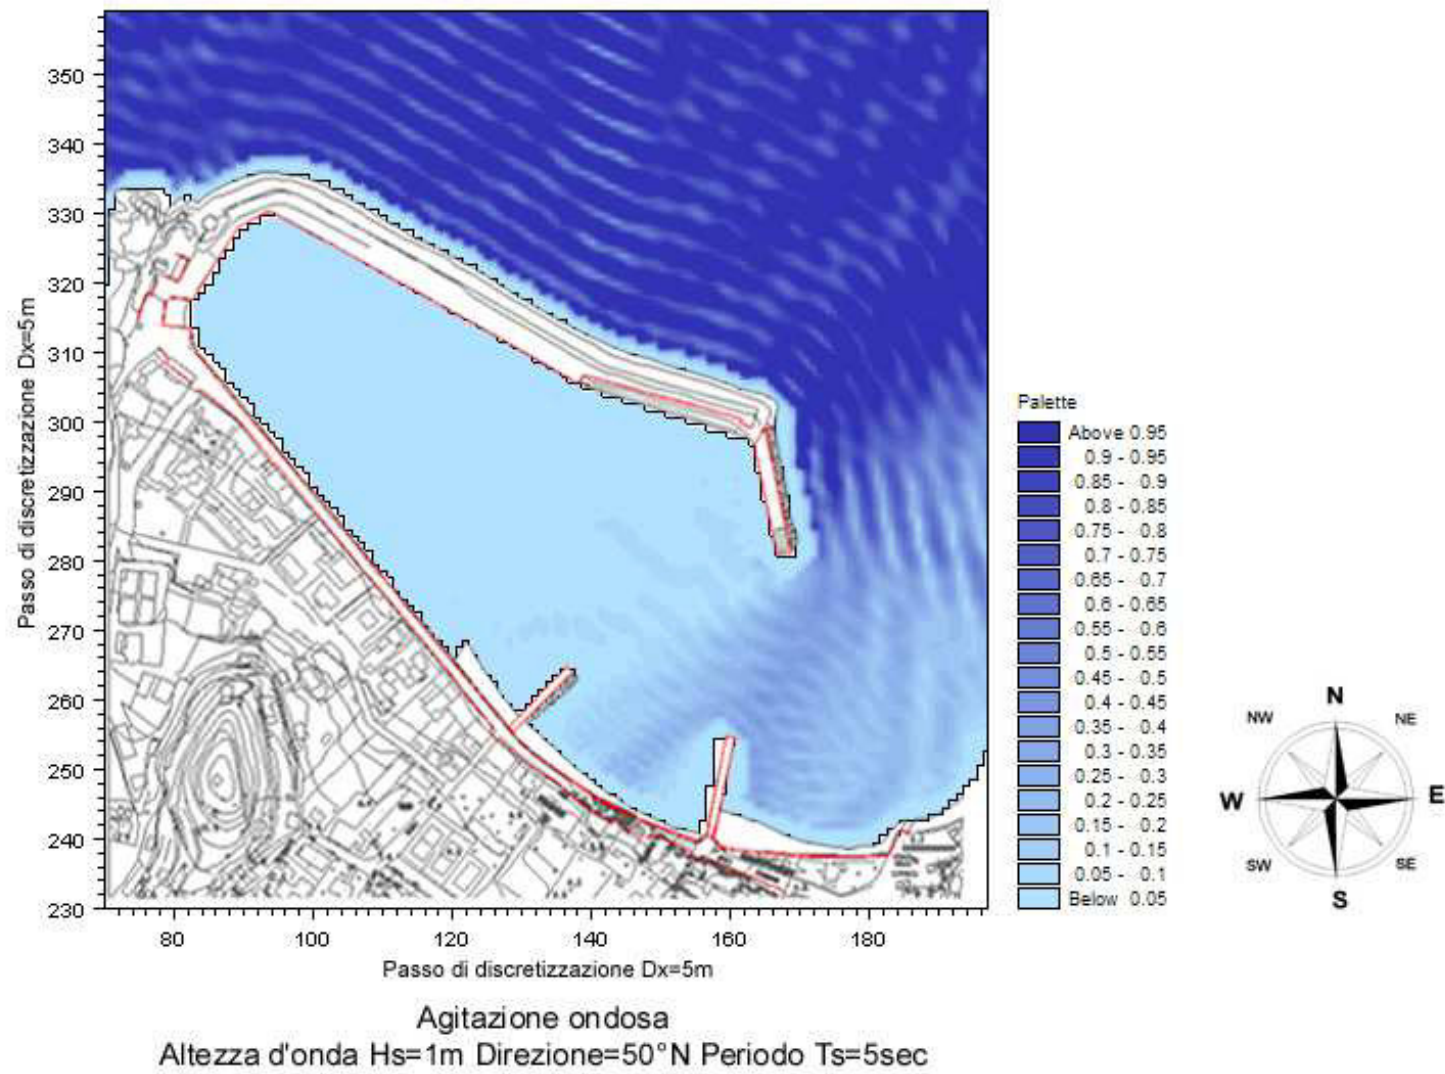 350
340
330
320
310
300
290
280
270
260
250
240
230
Passo di discretizzazione Dx=5m
80 100 120 140 160 180
Passo di discretizzazione Dx=5m
Agitazione ondosa
Altezza d'onda Hs=1m Direzione=50°N Periodo Ts=5sec
Palette
Above 0.95
0.9 - 0.95
0.85 - 0.9
0.8 - 0.85
0.75 - 0.8
0.7 - 0.75
0.65 - 0.7
0.6 - 0.65
0.55 - 0.6
0.5 - 0.55
0.45 - 0.5
0.4 - 0.45
0.35 - 0.4
0.3 - 0.35
0.25 - 0.3
0.2 - 0.25
0.15 - 0.2
0.1 - 0.15
0.05 - 0.1
Below 0.05
N
NW NE
W E
SW SE
S